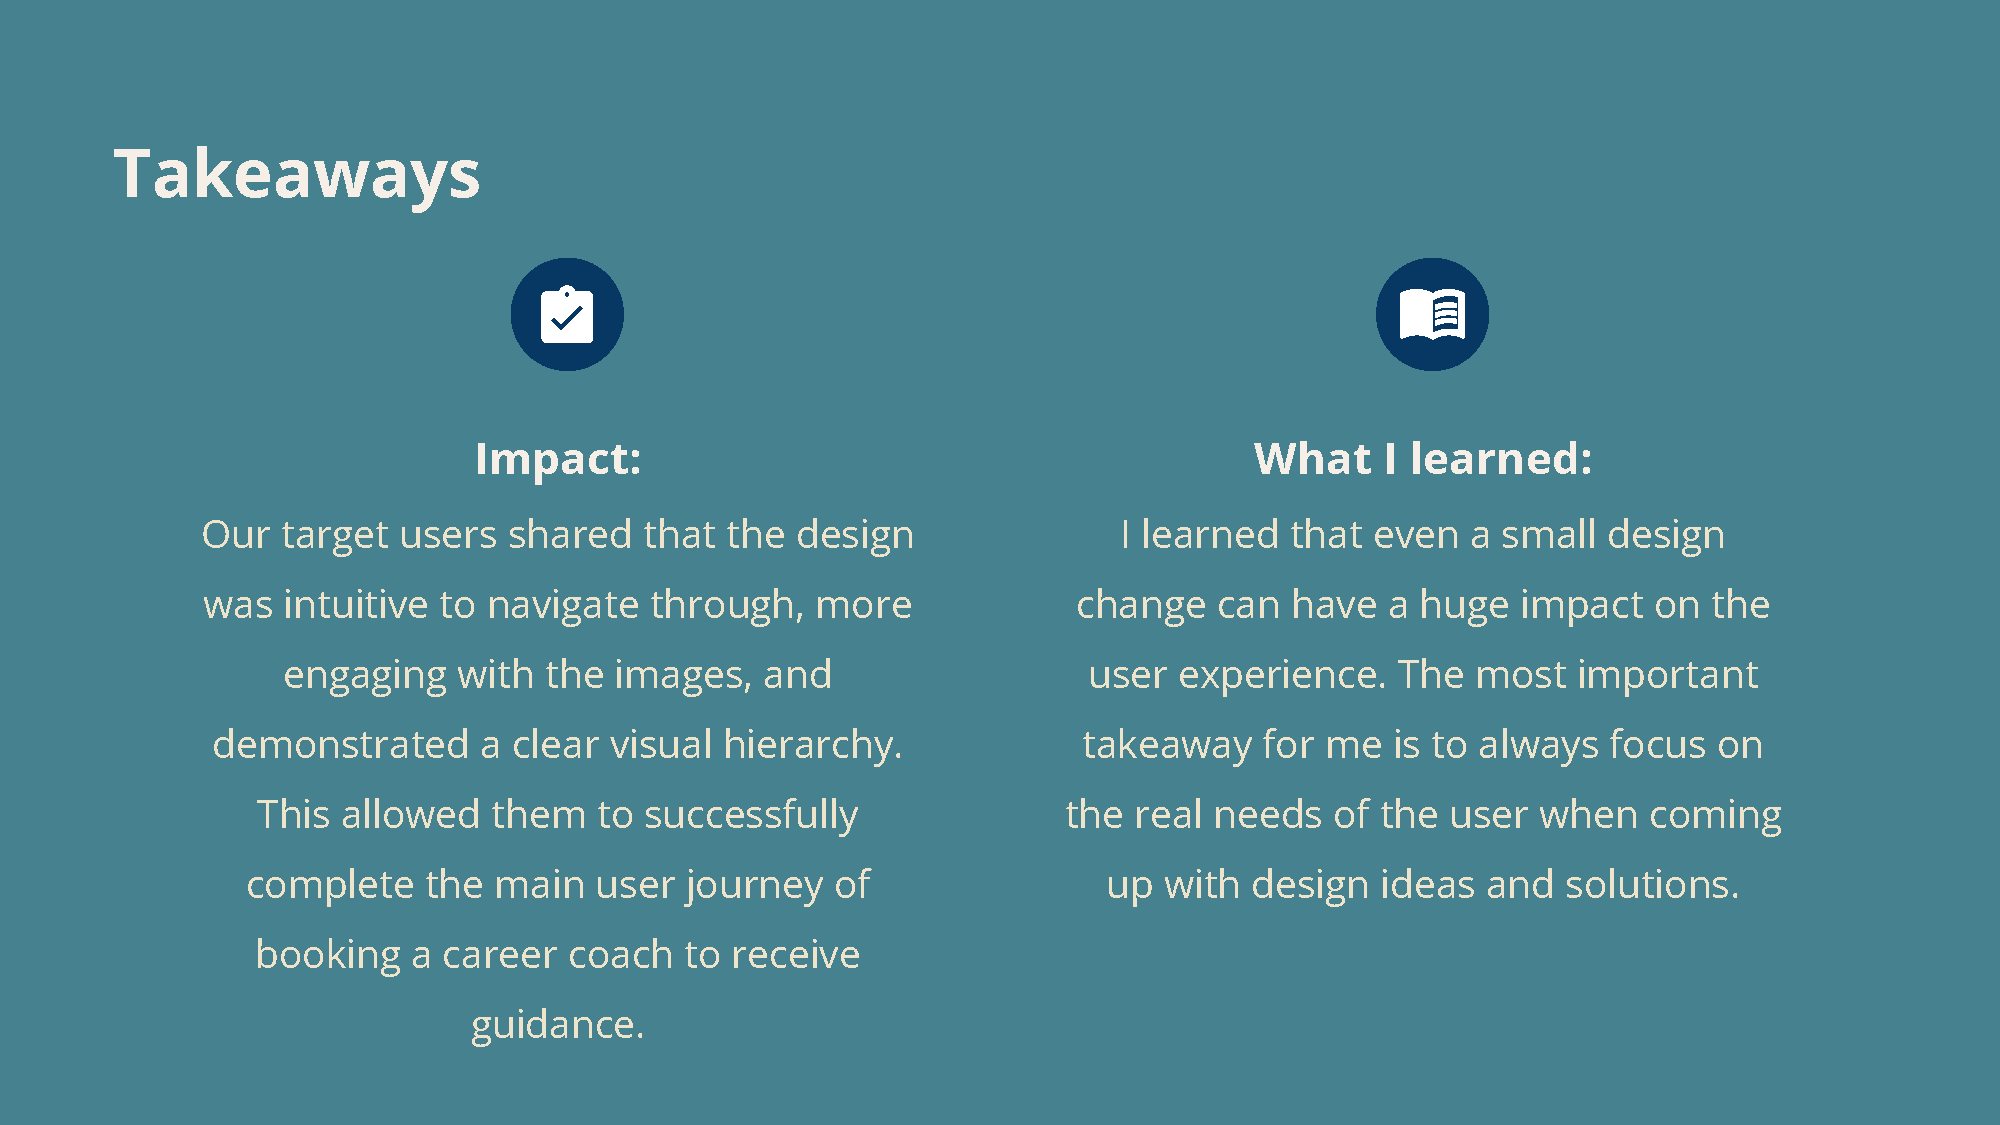 Takeaways
Impact:
Our target users shared that the design
was intuitive to navigate through, more
engaging with the images, and
demonstrated a clear visual hierarchy.
This allowed them to successfully
complete the main user journey of
booking a career coach to receive
guidance.
What I learned:
I learned that even a small design
change can have a huge impact on the
user experience. The most important
takeaway for me is to always focus on
the real needs of the user when coming
up with design ideas and solutions.